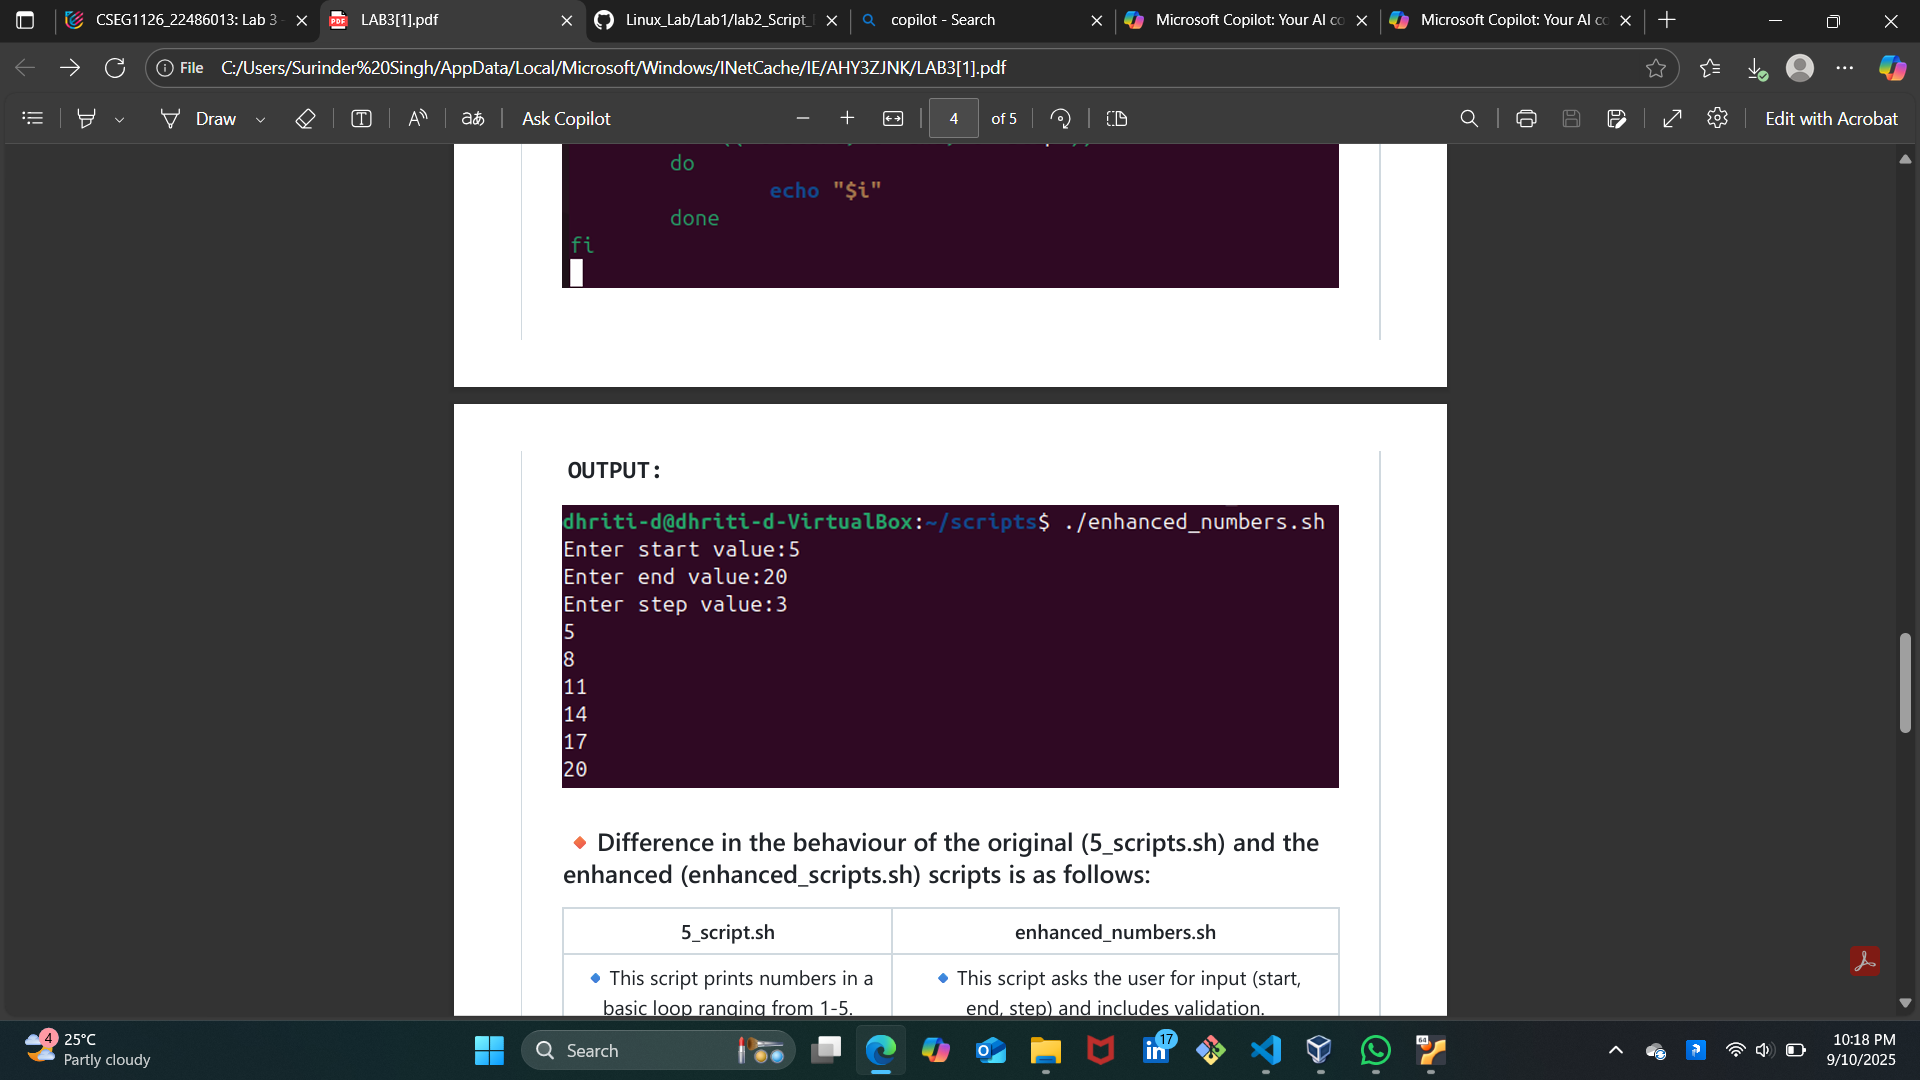 CSEG1126_22486013: Lab 3 -
LAB3[1].pdf
Linux_Lab/Lab1/lab2_Script_
copilot - Search
Microsoft Copilot: Your AI co
Microsoft Copilot: Your AI co
File
C:/Users/Surinder%20Singh/AppData/Local/Microsoft/Windows/INetCache/IE/AHY3ZJNK/LAB3[1].pdf
Draw
Ask Copilot
4 of 5
Edit with Acrobat
do
echo "$i"
done
fi
OUTPUT:
dhriti-d@dhriti-d-VirtualBox:~/scripts$ ./enhanced_numbers.sh
Enter start value:5
Enter end value:20
Enter step value:3
5
8
11
14
17
20
🔸 Difference in the behaviour of the original (5_scripts.sh) and the
enhanced (enhanced_scripts.sh) scripts is as follows:
5_script.sh
enhanced_numbers.sh
🔹 This script prints numbers in a
basic loop ranging from 1-5.
🔹 This script asks the user for input (start,
end, step) and includes validation.
4
25°C
Partly cloudy
Search
17
64
10:18 PM
9/10/2025